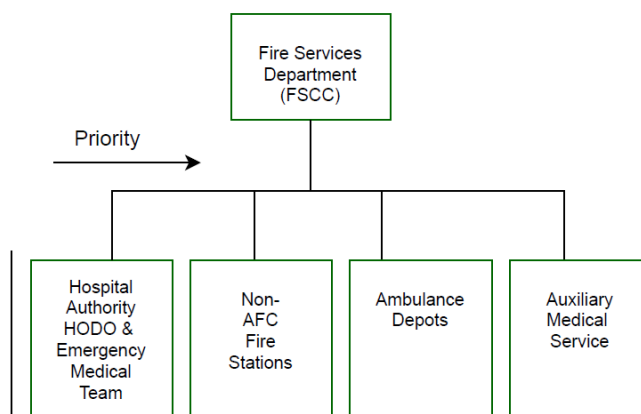 Fire Services
Department
(FSCC)
Priority
Hospital
Authority
HODO &
Emergency
Medical
Team
Non-
AFC
Fire
Stations
Ambulance
Depots
Auxiliary
Medical
Service